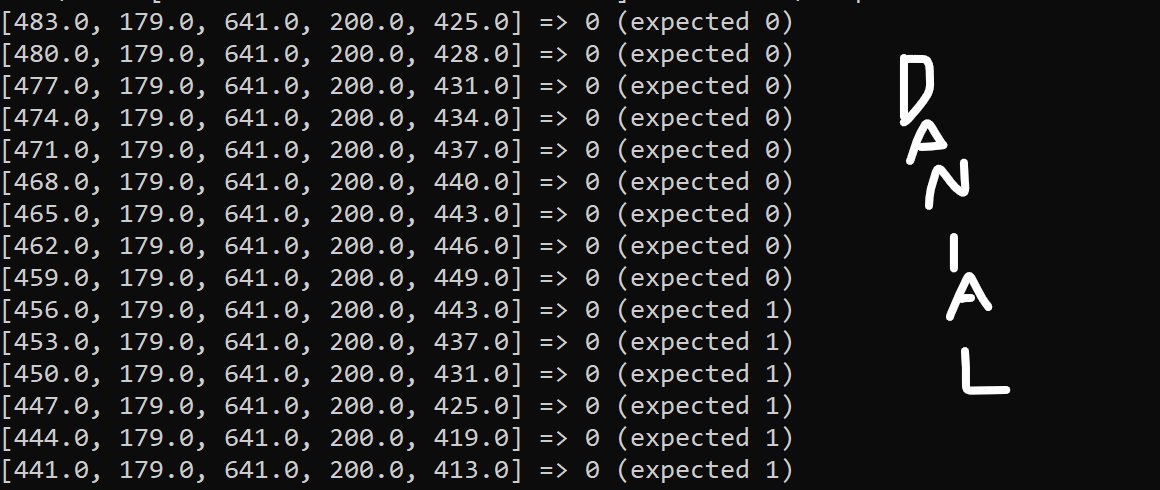 [483.0, 179.0, 641.0, 200.0, 425.0] => 0 (expected 0)
[480.0, 179.0, 641.0, 200.0, 428.0] => 0 (expected 0)
[477.0, 179.0, 641.0, 200.0, 431.0] => 0 (expected 0)
[474.0, 179.0, 641.0, 200.0, 434.0] => 0 (expected 0)
[471.0, 179.0, 641.0, 200.0, 437.0] => 0 (expected 0)
[468.0, 179.0, 641.0, 200.0, 440.0] => 0 (expected 0)
[465.0, 179.0, 641.0, 200.0, 443.0] => 0 (expected 0)
[462.0, 179.0, 641.0, 200.0, 446.0] => 0 (expected 0)
[459.0, 179.0, 641.0, 200.0, 449.0] => 0 (expected 0)
[456.0, 179.0, 641.0, 200.0, 443.0] => 0 (expected 1)
[453.0, 179.0, 641.0, 200.0, 437.0] => 0 (expected 1)
[450.0, 179.0, 641.0, 200.0, 431.0] => 0 (expected 1)
[447.0, 179.0, 641.0, 200.0, 425.0] => 0 (expected 1)
[444.0, 179.0, 641.0, 200.0, 419.0] => 0 (expected 1)
[441.0, 179.0, 641.0, 200.0, 413.0] => 0 (expected 1)
DANIAL